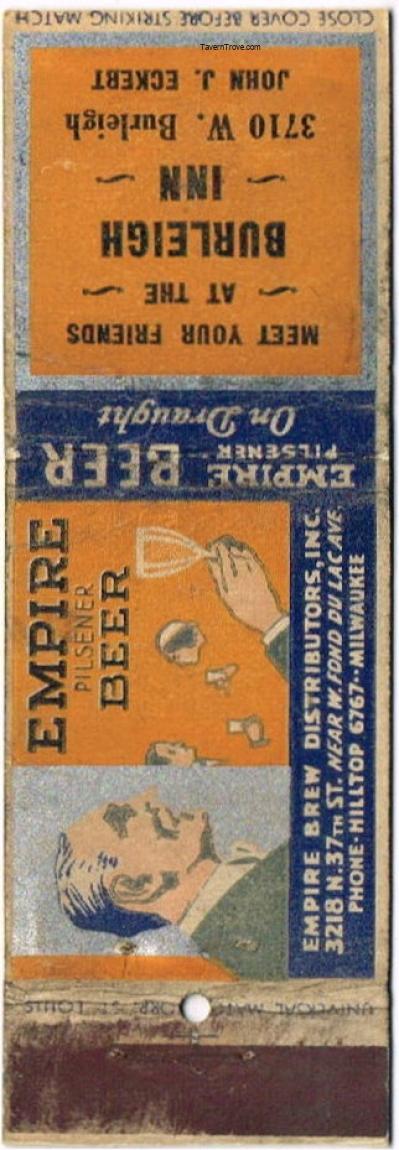 TavernTrove.com
CLOSE COVER BEFORE STRIKING MATCH
MEET YOUR FRIENDS
~ AT THE ~
BURLEIGH
~ INN ~
3710 W. Burleigh
JOHN J. ECKERT
EMPIRE PILSENER BEER
On Draught
EMPIRE
PILSENER
BEER
EMPIRE BREW DISTRIBUTORS, INC.
3218 N. 37TH ST. NEAR W. FOND DU LAC AVE.
PHONE-HILLTOP 6767--MILWAUKEE
UNIVERSAL MATCH CORP. ST. LOUIS